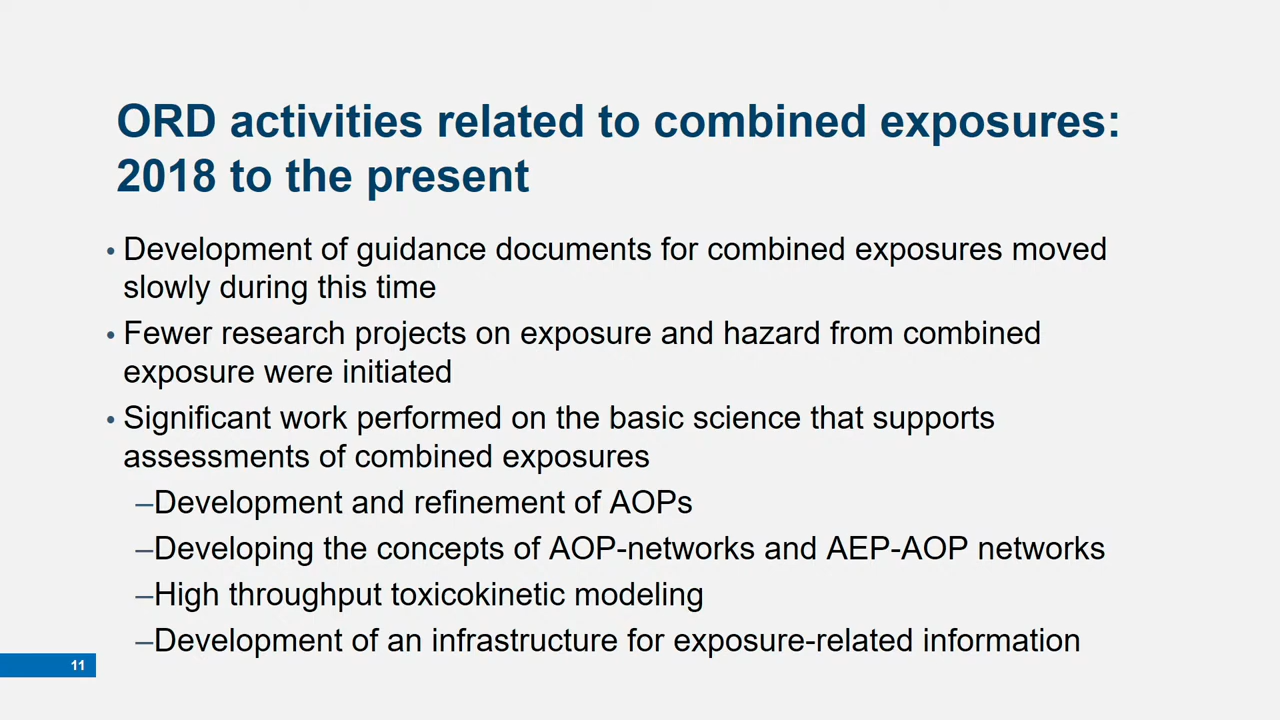 ORD activities related to combined exposures:
2018 to the present
• Development of guidance documents for combined exposures moved
slowly during this time
• Fewer research projects on exposure and hazard from combined
exposure were initiated
• Significant work performed on the basic science that supports
assessments of combined exposures
–Development and refinement of AOPs
–Developing the concepts of AOP-networks and AEP-AOP networks
–High throughput toxicokinetic modeling
–Development of an infrastructure for exposure-related information
11